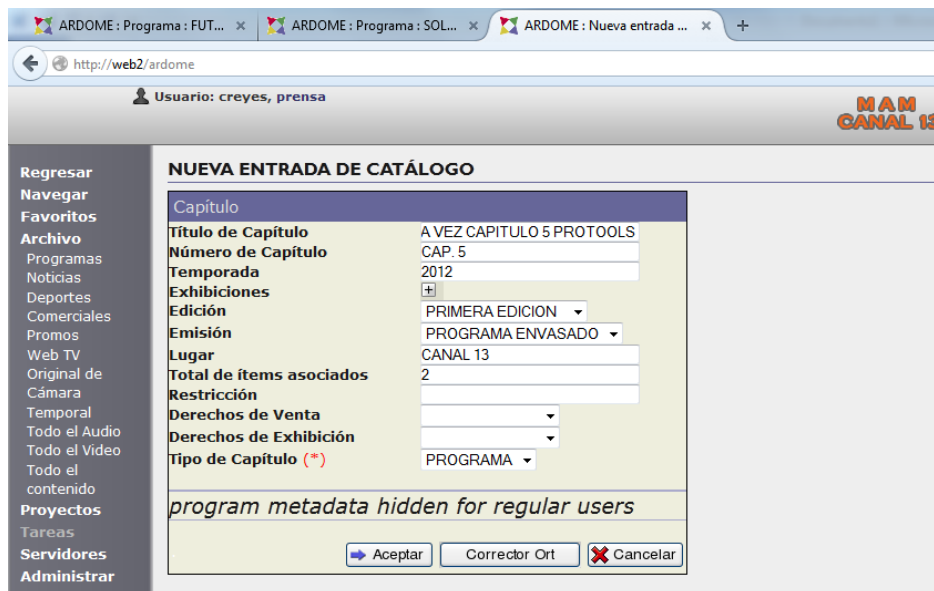 ARDOME : Programa : FUT... ×
ARDOME : Programa : SOL... ×
ARDOME : Nueva entrada ... ×
+
http://web2/ardome
Usuario: creyes, prensa
MAM
CANAL 13
Regresar
Navegar
Favoritos
Archivo
Programas
Noticias
Deportes
Comerciales
Promos
Web TV
Original de
Cámara
Temporal
Todo el Audio
Todo el Video
Todo el
contenido
Proyectos
Tareas
Servidores
Administrar
NUEVA ENTRADA DE CATÁLOGO
Capítulo
Título de Capítulo A VEZ CAPITULO 5 PROTOOLS
Número de Capítulo CAP. 5
Temporada 2012
Exhibiciones +
Edición PRIMERA EDICION
Emisión PROGRAMA ENVASADO
Lugar CANAL 13
Total de ítems asociados 2
Restricción
Derechos de Venta
Derechos de Exhibición
Tipo de Capítulo (*) PROGRAMA
program metadata hidden for regular users
Aceptar Corrector Ort Cancelar